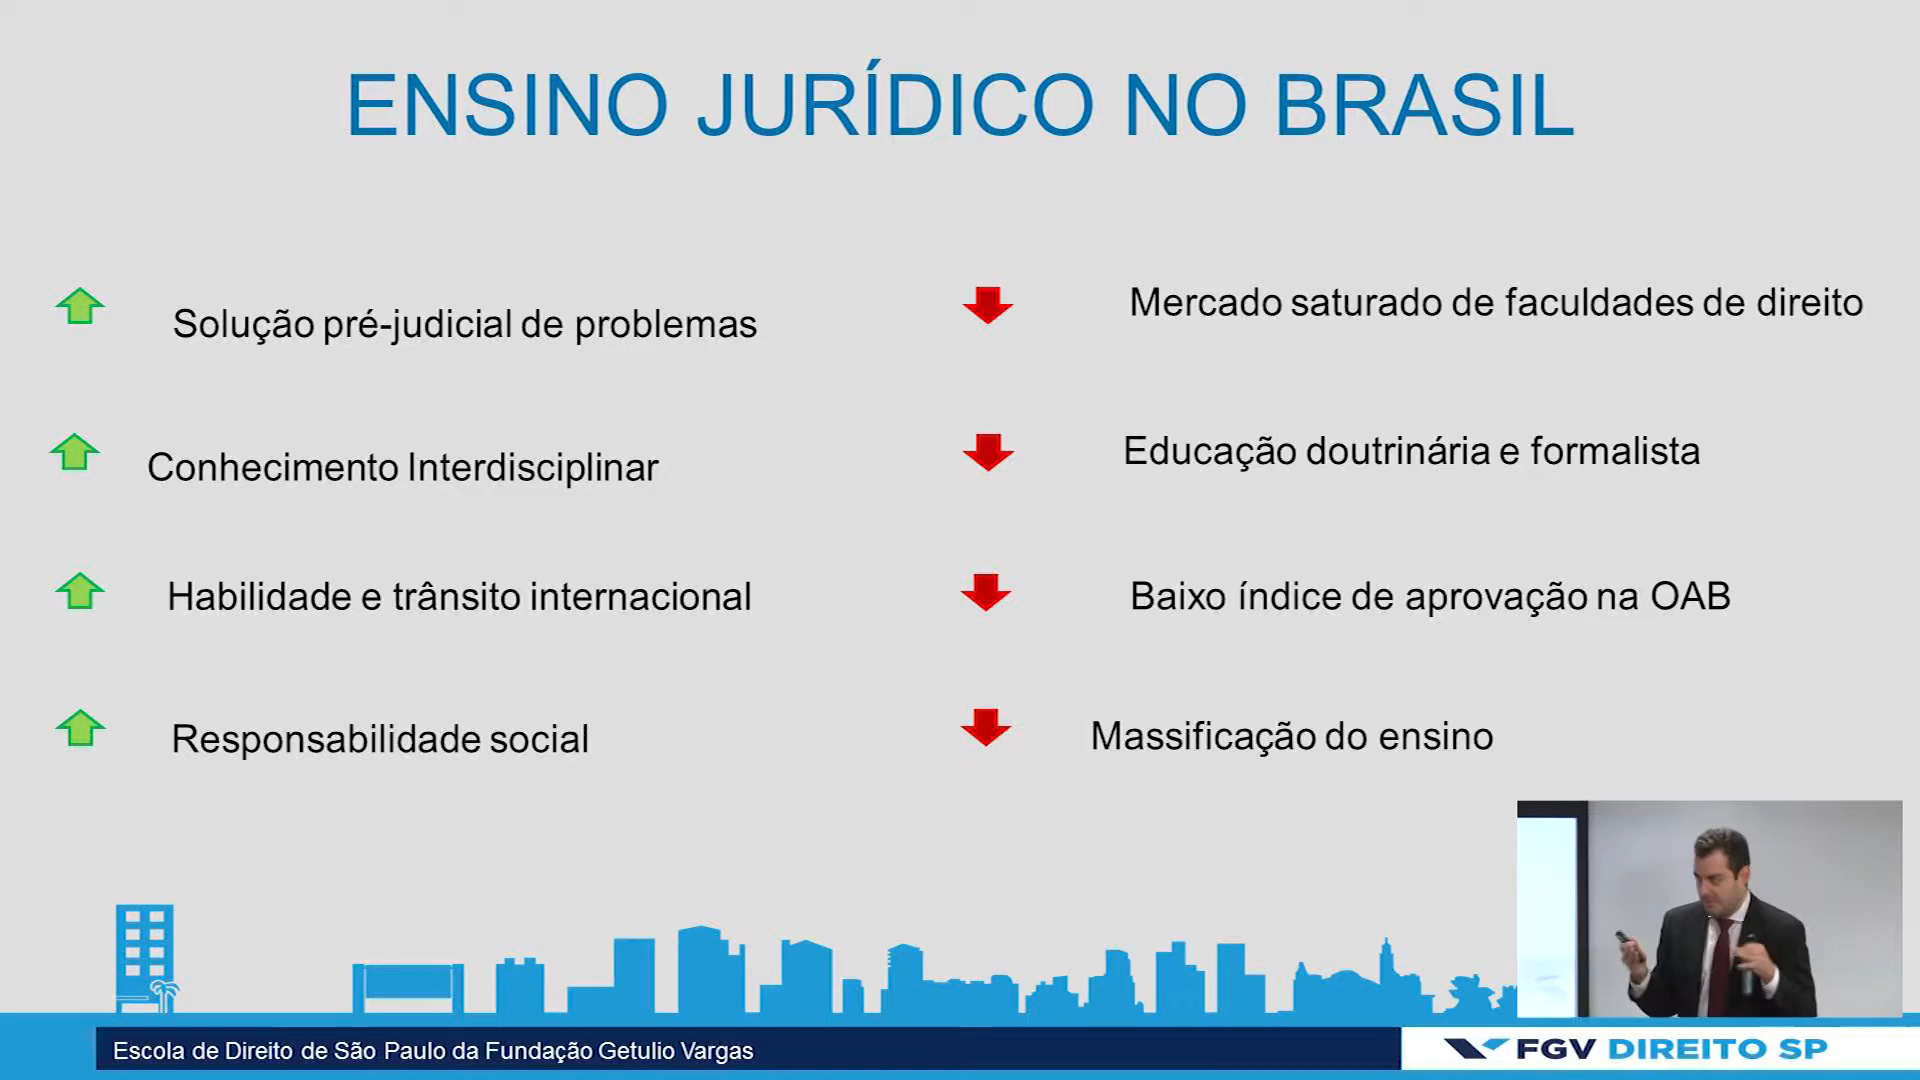 ENSINO JURÍDICO NO BRASIL
Solução pré-judicial de problemas
Conhecimento Interdisciplinar
Habilidade e trânsito internacional
Responsabilidade social
Mercado saturado de faculdades de direito
Educação doutrinária e formalista
Baixo índice de aprovação na OAB
Massificação do ensino
Escola de Direito de São Paulo da Fundação Getulio Vargas
FGV DIREITO SP